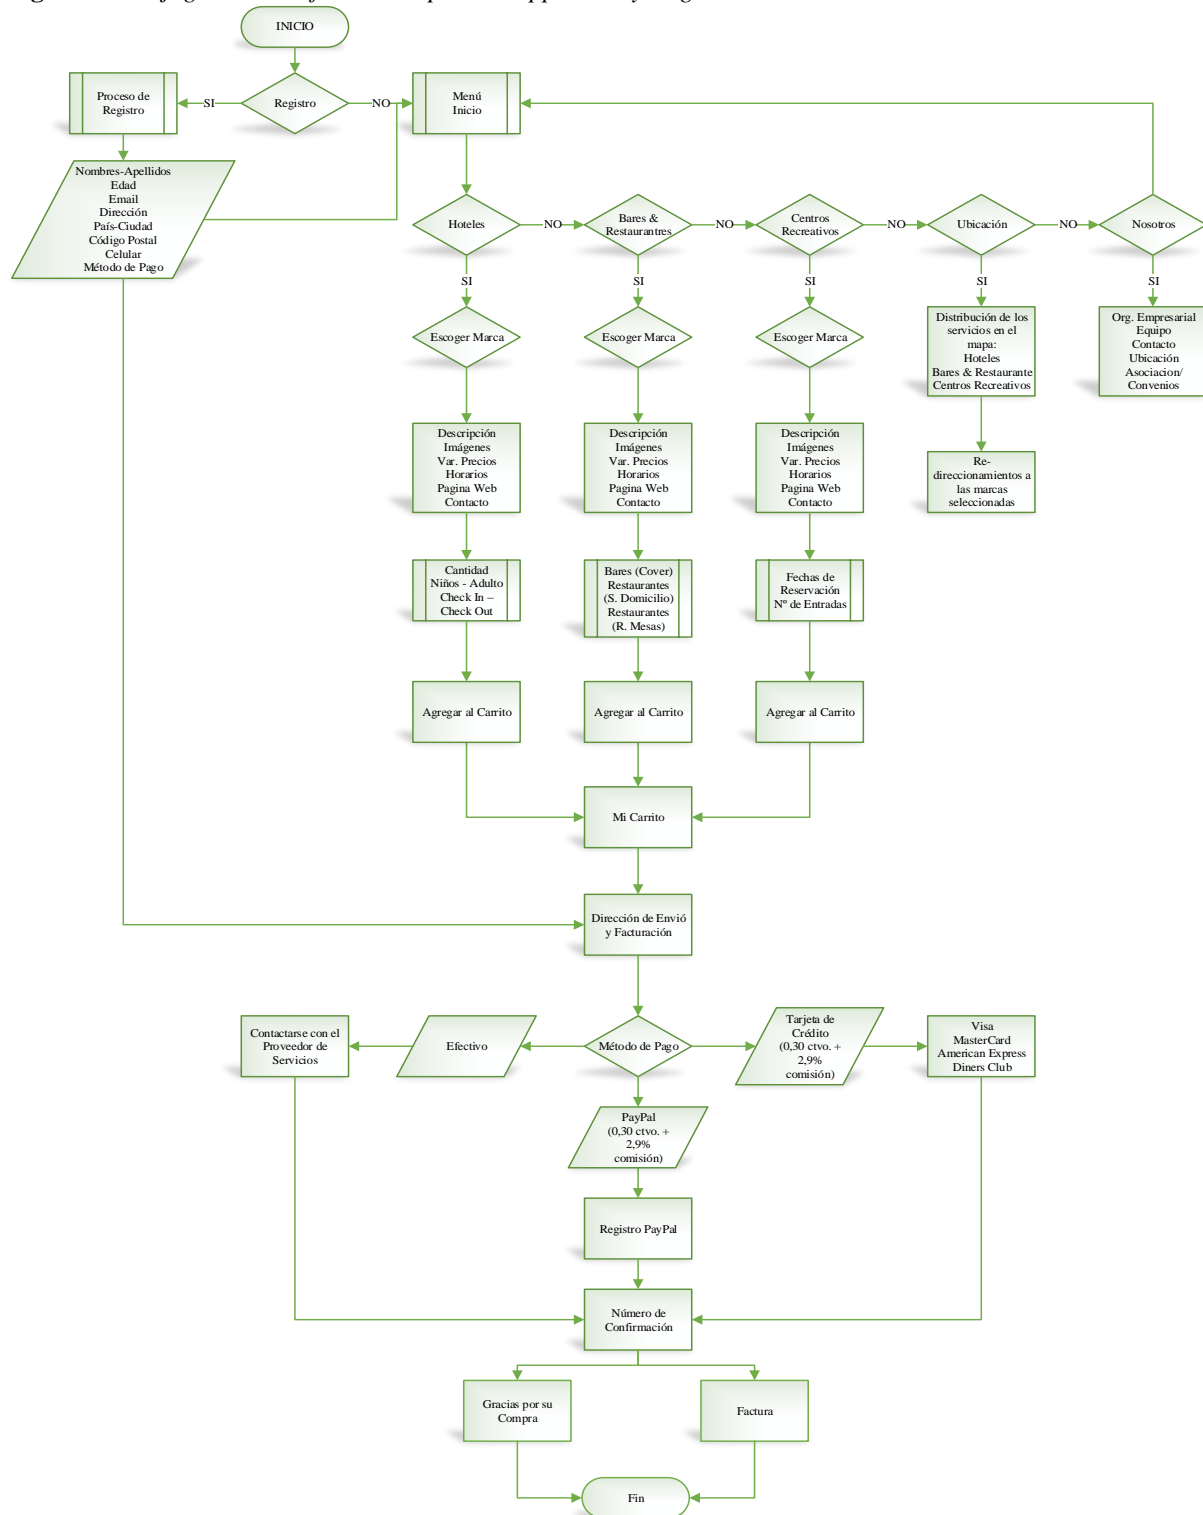 INICIO
Proceso de
Registro
SI
Registro
NO
Menú
Inicio
Nombres-Apellidos
Edad
Email
Dirección
País-Ciudad
Código Postal
Celular
Método de Pago
Hoteles
NO
Bares &
Restaurantres
NO
Centros
Recreativos
NO
Ubicación
NO
Nosotros
SI
SI
SI
SI
SI
Escoger Marca
Escoger Marca
Escoger Marca
Distribución de los
servicios en el
mapa:
Hoteles
Bares & Restaurante
Centros Recreativos
Org. Empresarial
Equipo
Contacto
Ubicación
Asociacion/
Convenios
Descripción
Imágenes
Var. Precios
Horarios
Pagina Web
Contacto
Descripción
Imágenes
Var. Precios
Horarios
Pagina Web
Contacto
Descripción
Imágenes
Var. Precios
Horarios
Pagina Web
Contacto
Re-
direccionamientos a
las marcas
seleccionadas
Cantidad
Niños - Adulto
Check In –
Check Out
Bares (Cover)
Restaurantes
(S. Domicilio)
Restaurantes
(R. Mesas)
Fechas de
Reservación
Nº de Entradas
Agregar al Carrito
Agregar al Carrito
Agregar al Carrito
Mi Carrito
Dirección de Envió
y Facturación
Contactarse con el
Proveedor de
Servicios
Efectivo
Método de Pago
Tarjeta de
Crédito
(0,30 ctvo. +
2,9%
comisión)
Visa
MasterCard
American Express
Diners Club
PayPal
(0,30 ctvo. +
2,9%
comisión)
Registro PayPal
Número de
Confirmación
Gracias por su
Compra
Factura
Fin